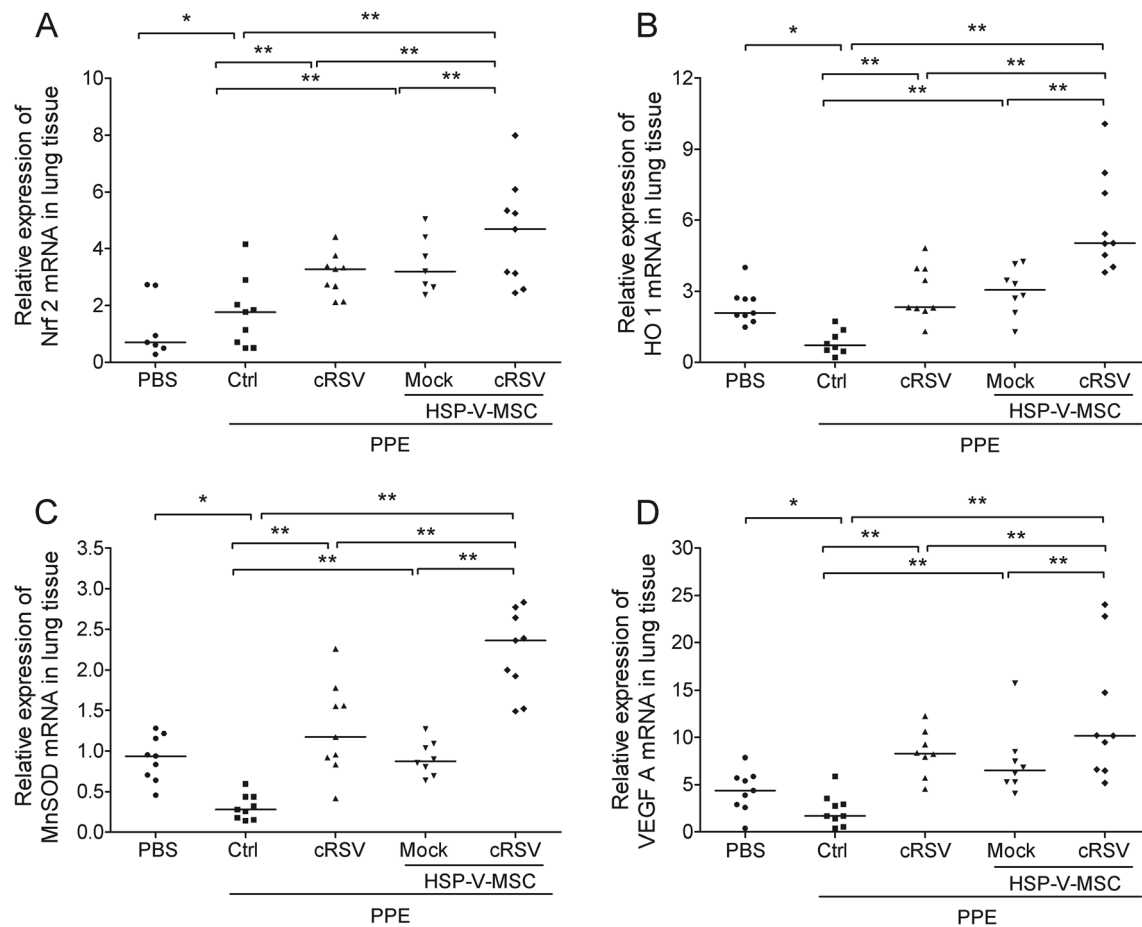 A
* **
** **
** **
Relative expression of
Nrf 2 mRNA in lung tissue
10
8
6
4
2
0
PBS Ctrl cRSV Mock cRSV
HSP-V-MSC
PPE
B
* **
** **
** **
Relative expression of
HO 1 mRNA in lung tissue
12
9
6
3
0
PBS Ctrl cRSV Mock cRSV
HSP-V-MSC
PPE
C
* **
** **
** **
Relative expression of
MnSOD mRNA in lung tissue
3.5
3.0
2.5
2.0
1.5
1.0
0.5
0.0
PBS Ctrl cRSV Mock cRSV
HSP-V-MSC
PPE
D
* **
** **
** **
Relative expression of
VEGF A mRNA in lung tissue
30
25
20
15
10
5
0
PBS Ctrl cRSV Mock cRSV
HSP-V-MSC
PPE